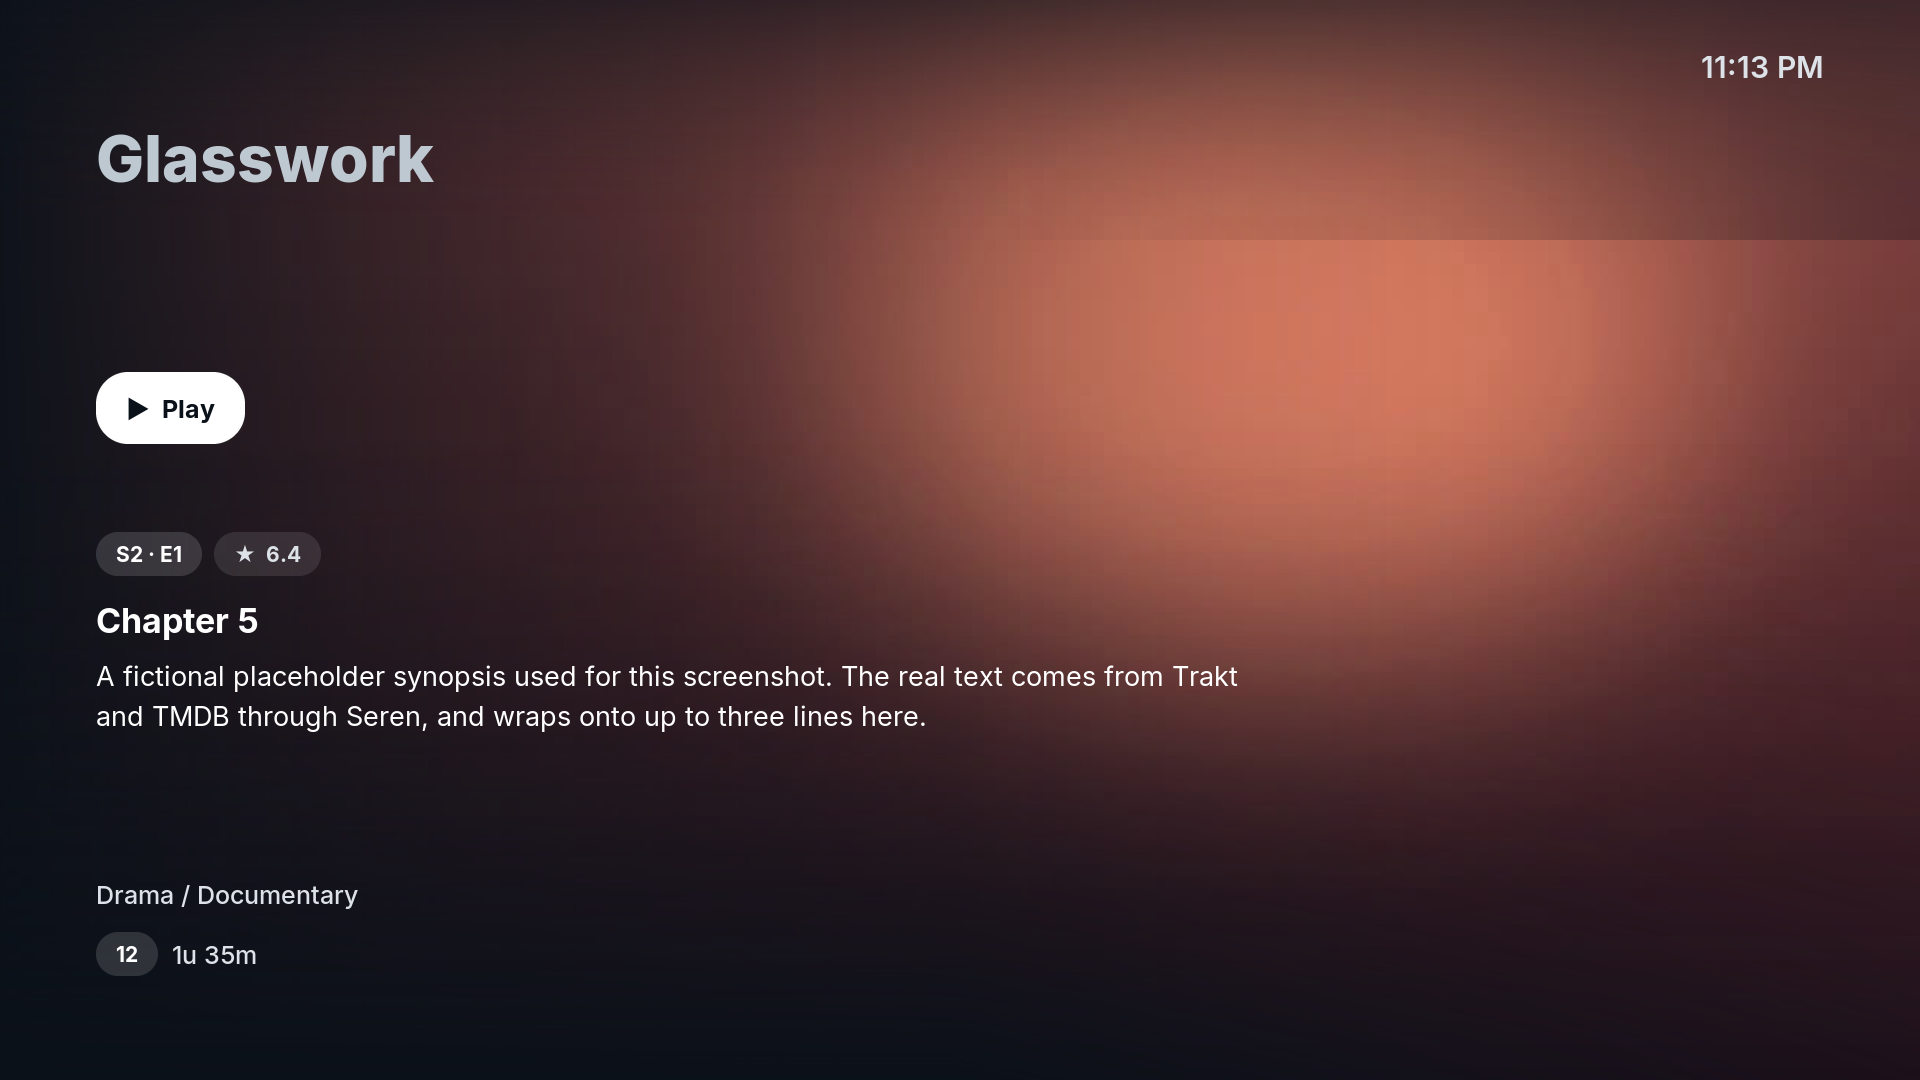 11:13 PM
Glasswork
Play
S2 · E1
★ 6.4
Chapter 5
A fictional placeholder synopsis used for this screenshot. The real text comes from Trakt
and TMDB through Seren, and wraps onto up to three lines here.
Drama / Documentary
12 1u 35m